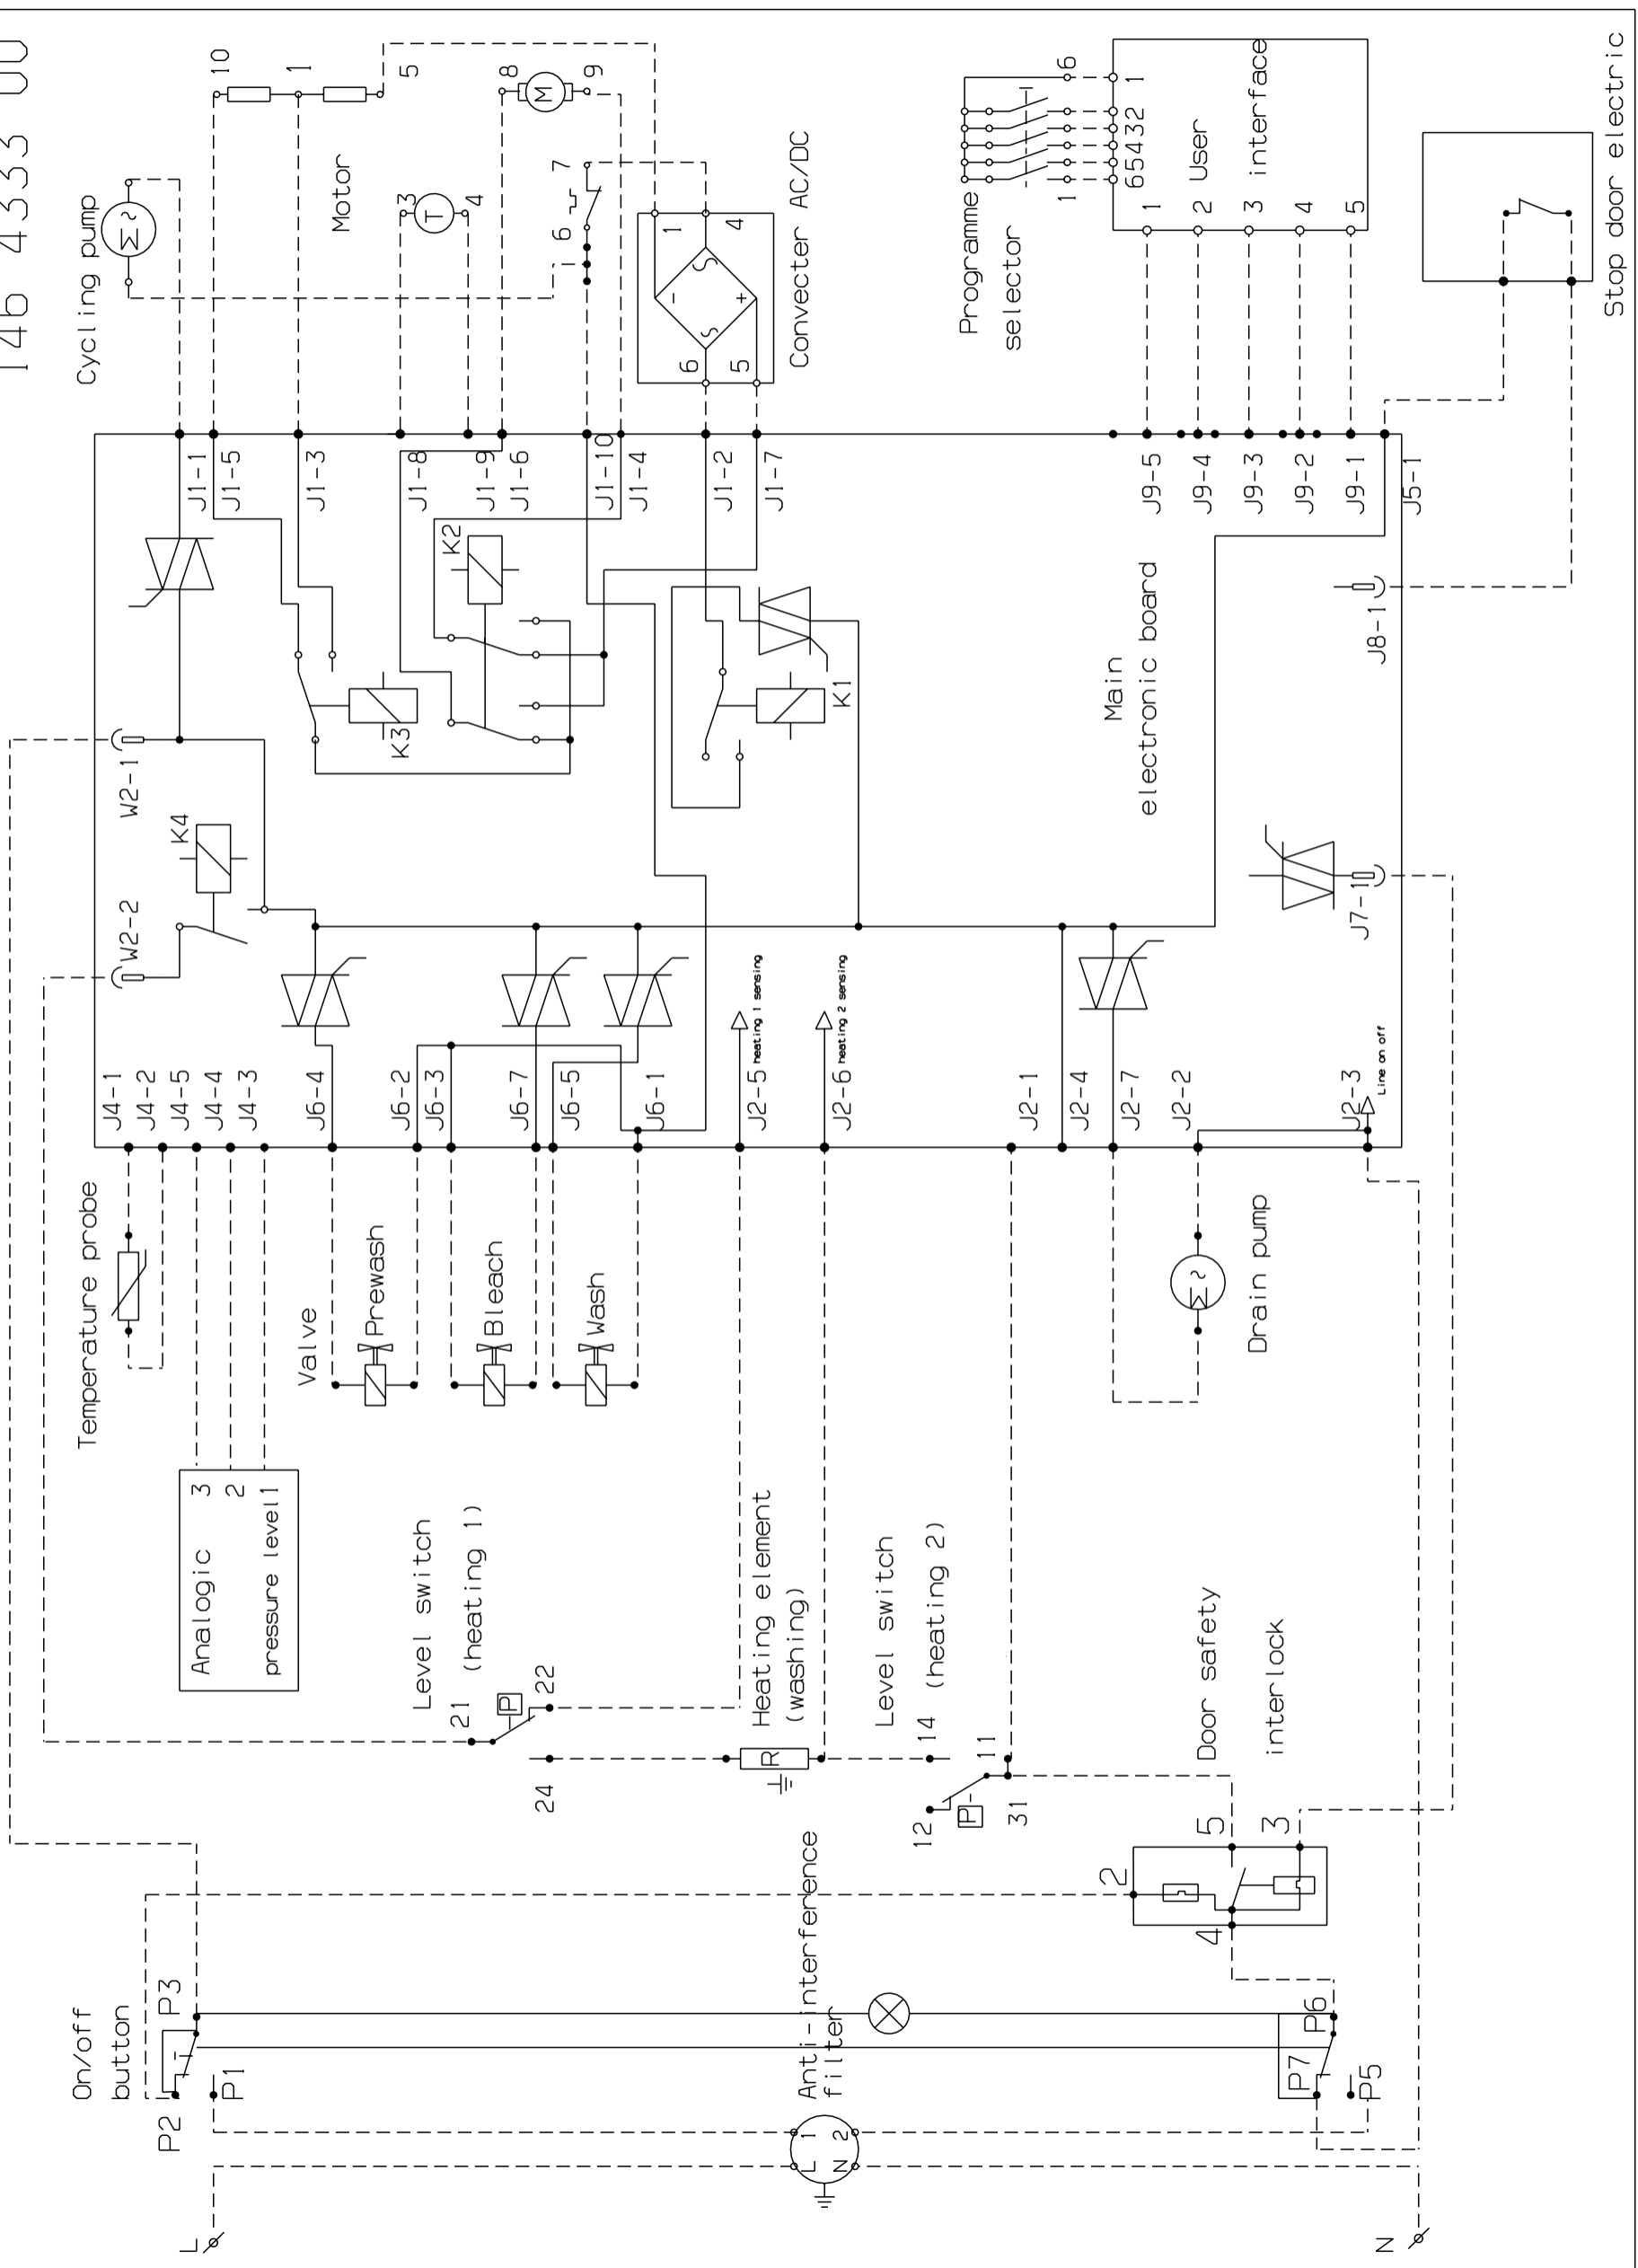 146 4333 00
Cycling pump
10
1
5
Motor
3
T
4
8
M
9
7
6
1
4
6
5
Convecter AC/DC
Programme
selector
1
6
65432 1
User
interface
1
2
3
4
5
Stop door electric
J1-1
J1-5
J1-3
J1-8
J1-9
J1-6
J1-10
J1-4
J1-2
J1-7
J9-5
J9-4
J9-3
J9-2
J9-1
J5-1
K2
K3
K1
K4
W2-1
W2-2
Main
electronic board
J8-1
J7-1
J4-1
J4-2
J4-5
J4-4
J4-3
J6-4
J6-2
J6-3
J6-7
J6-5
J6-1
J2-5
heating 1 sensing
J2-6
heating 2 sensing
J2-1
J2-4
J2-7
J2-2
J2-3
Line on off
Temperature probe
Analogic 3
2
pressure level 1
Valve
Prewash
Bleach
Wash
Drain pump
Level switch
(heating 1)
21
P
22
24
Heating element
(washing)
R
Level switch
(heating 2)
14
11
12
P
31
Door safety
interlock
2
5
3
4
On/off
button
P3
P2
P1
Anti-interference
filter
P6
P7
P5
L 1
N 2
L
N